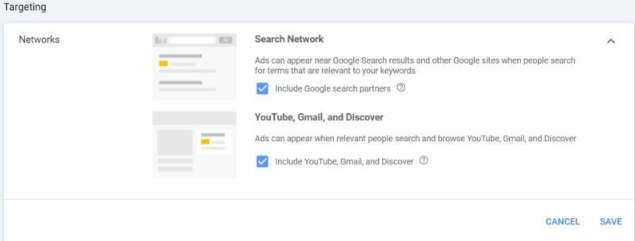 Targeting
Networks
Search Network
Ads can appear near Google Search results and other Google sites when people search
for terms that are relevant to your keywords
Include Google search partners
YouTube, Gmail, and Discover
Ads can appear when relevant people search and browse YouTube, Gmail, and Discover
Include YouTube, Gmail, and Discover
CANCEL SAVE